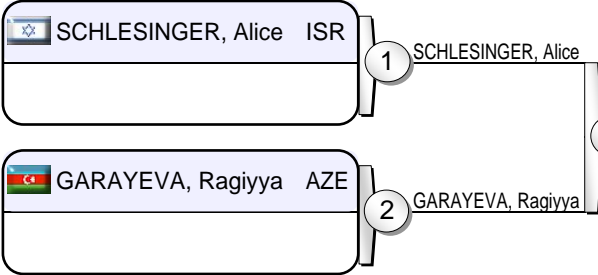 SCHLESINGER, Alice ISR
1 SCHLESINGER, Alice
GARAYEVA, Ragiyya AZE
2 GARAYEVA, Ragiyya